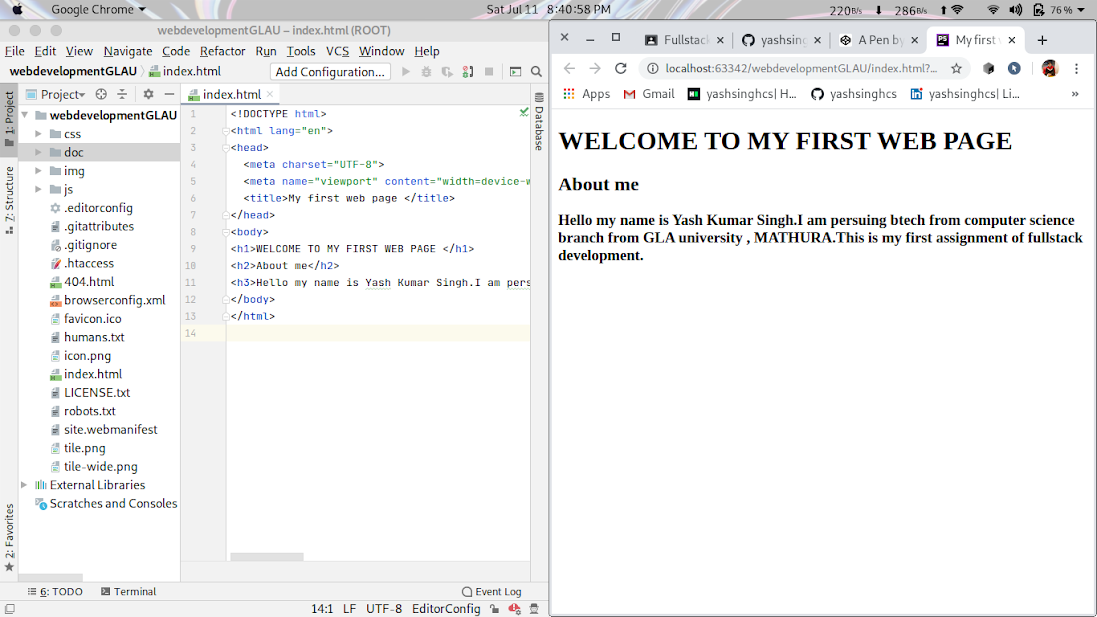 Google Chrome
Sat Jul 11 8:40:58 PM
220B/s 286B/s 76%
webdevelopmentGLAU – index.html (ROOT)
File Edit View Navigate Code Refactor Run Tools VCS Window Help
webdevelopmentGLAU index.html Add Configuration...
1: Project
7: Structure
2: Favorites
Project
webdevelopmentGLAU
css
doc
img
js
.editorconfig
.gitattributes
.gitignore
.htaccess
404.html
browserconfig.xml
favicon.ico
humans.txt
icon.png
index.html
LICENSE.txt
robots.txt
site.webmanifest
tile.png
tile-wide.png
External Libraries
Scratches and Consoles
index.html
1 <!DOCTYPE html>
2 <html lang="en">
3 <head>
4 <meta charset="UTF-8">
5 <meta name="viewport" content="width=device-w
6 <title>My first web page </title>
7 </head>
8 <body>
9 <h1>WELCOME TO MY FIRST WEB PAGE </h1>
10 <h2>About me</h2>
11 <h3>Hello my name is Yash Kumar Singh.I am pers
12 </body>
13 </html>
14
Database
6: TODO Terminal Event Log
14:1 LF UTF-8 EditorConfig
Fullstack yashsing A Pen by My first
localhost:63342/webdevelopmentGLAU/index.html?...
Apps Gmail yashsinghcs| H... yashsinghcs yashsinghcs| Li... »
WELCOME TO MY FIRST WEB PAGE
About me
Hello my name is Yash Kumar Singh.I am persuing btech from computer science
branch from GLA university , MATHURA.This is my first assignment of fullstack
development.